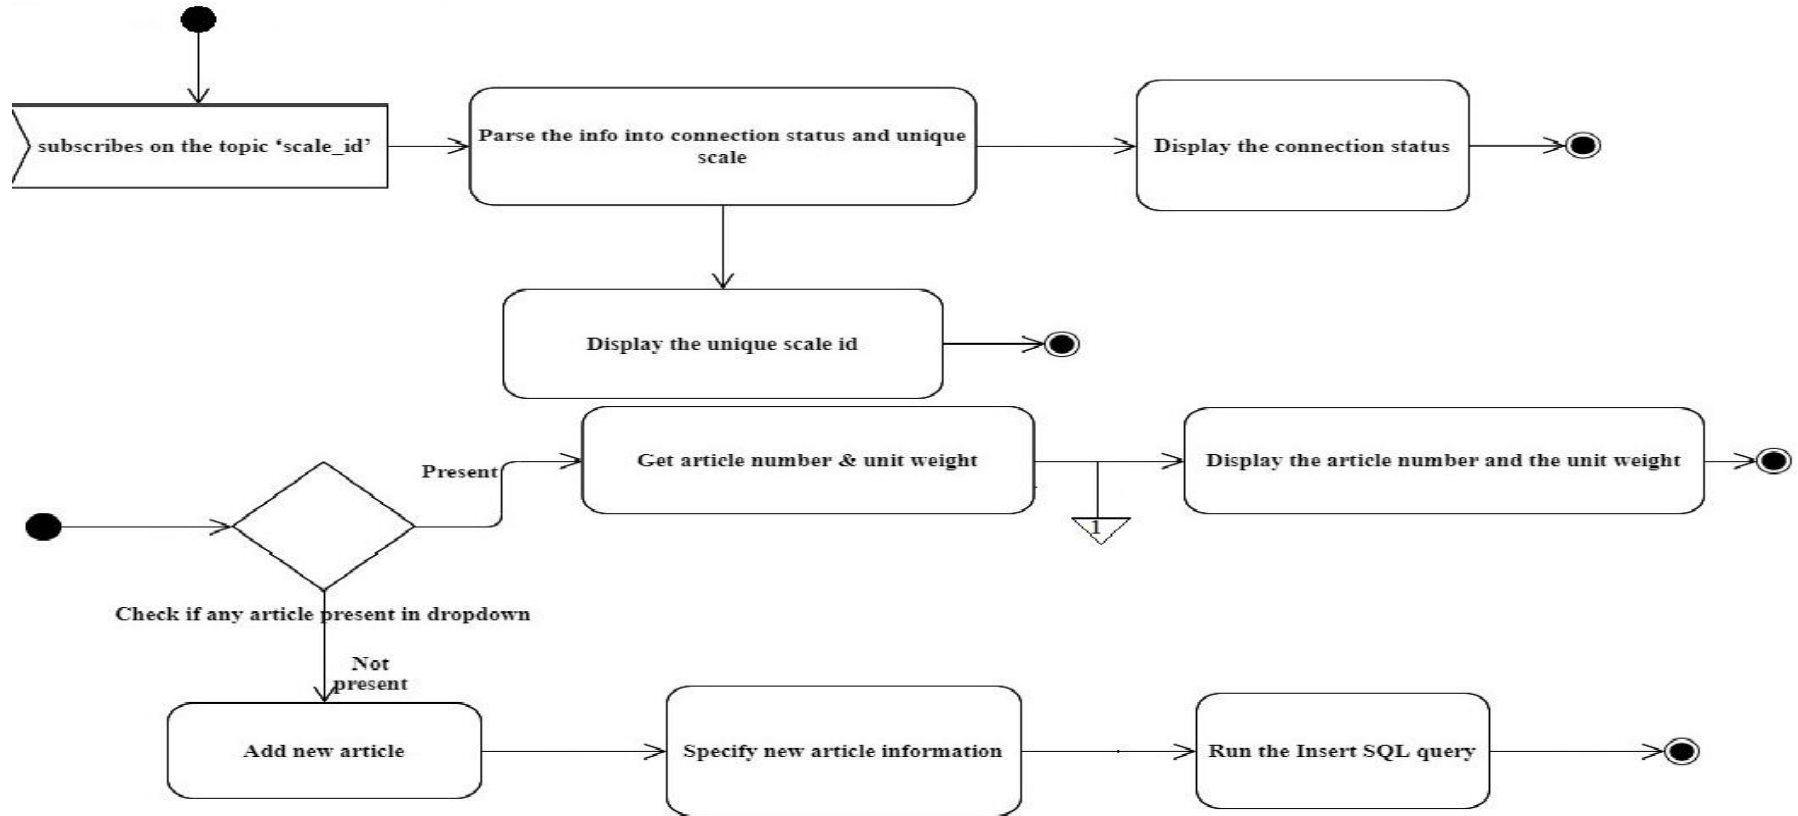 subscribes on the topic ‘scale_id’
Parse the info into connection status and unique
scale
Display the connection status
Display the unique scale id
Present
Get article number & unit weight
Display the article number and the unit weight
1
Check if any article present in dropdown
Not
present
Add new article
Specify new article information
Run the Insert SQL query